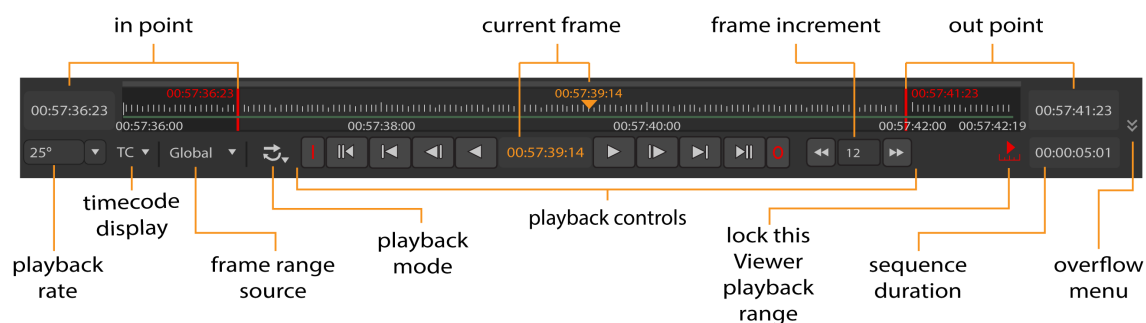 in point
current frame
frame increment
out point
00:57:36:23
00:57:39:14
00:57:41:23
00:57:36:23
00:57:41:23
00:57:36:00
00:57:38:00
00:57:40:00
00:57:42:00
00:57:42:19
25°
TC
Global
I
00:57:39:14
O
12
00:00:05:01
timecode
display
playback controls
playback
mode
lock this
Viewer
playback
range
playback
rate
frame range
source
sequence
duration
overflow
menu